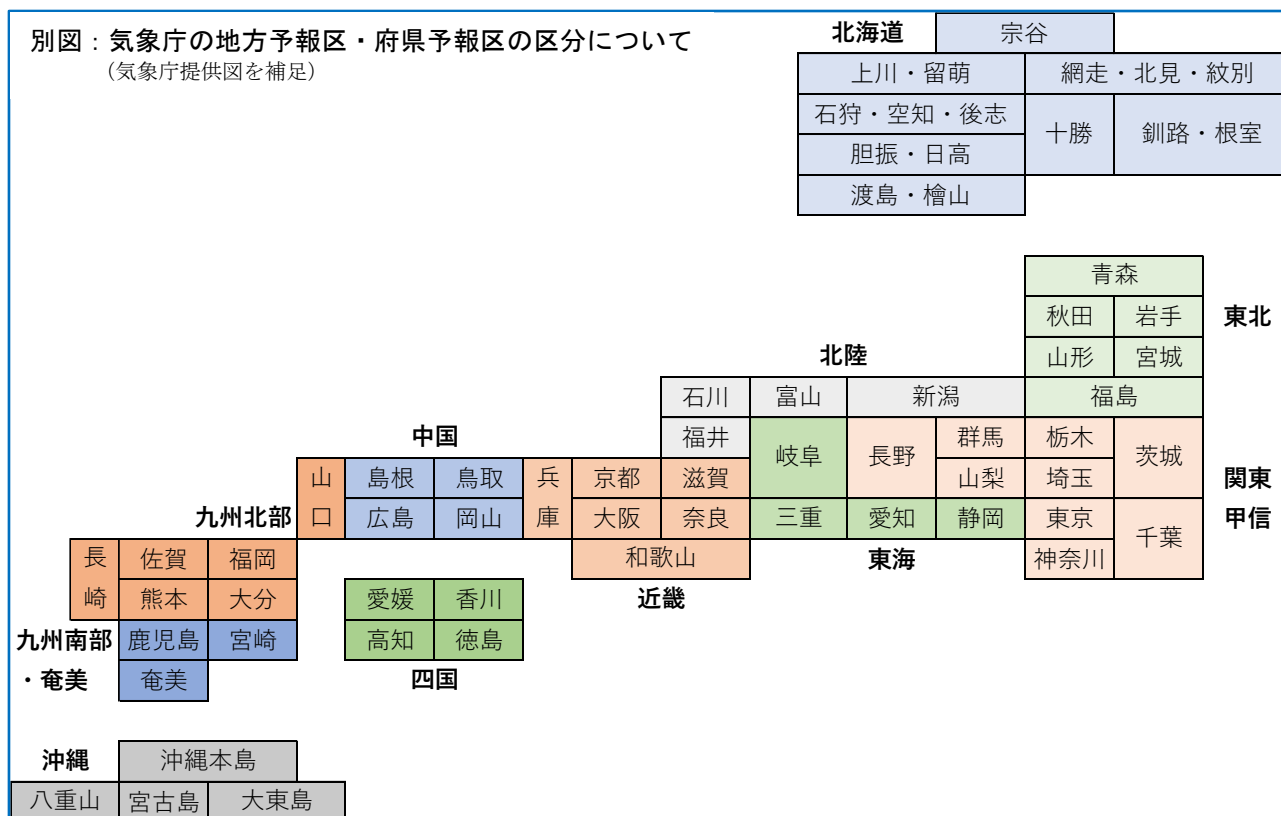 別図：気象庁の地方予報区・府県予報区の区分について
（気象庁提供図を補足）
北海道
宗谷
上川・留萌
網走・北見・紋別
石狩・空知・後志
十勝
釧路・根室
胆振・日高
渡島・檜山
青森
秋田
岩手
東北
山形
宮城
北陸
石川
富山
新潟
福島
中国
福井
岐阜
長野
群馬
栃木
茨城
山口
島根
鳥取
兵庫
京都
滋賀
山梨
埼玉
関東
甲信
九州北部
広島
岡山
大阪
奈良
三重
愛知
静岡
東京
千葉
長崎
佐賀
福岡
和歌山
東海
神奈川
熊本
大分
愛媛
香川
近畿
九州南部
・奄美
鹿児島
宮崎
高知
徳島
奄美
四国
沖縄
沖縄本島
八重山
宮古島
大東島